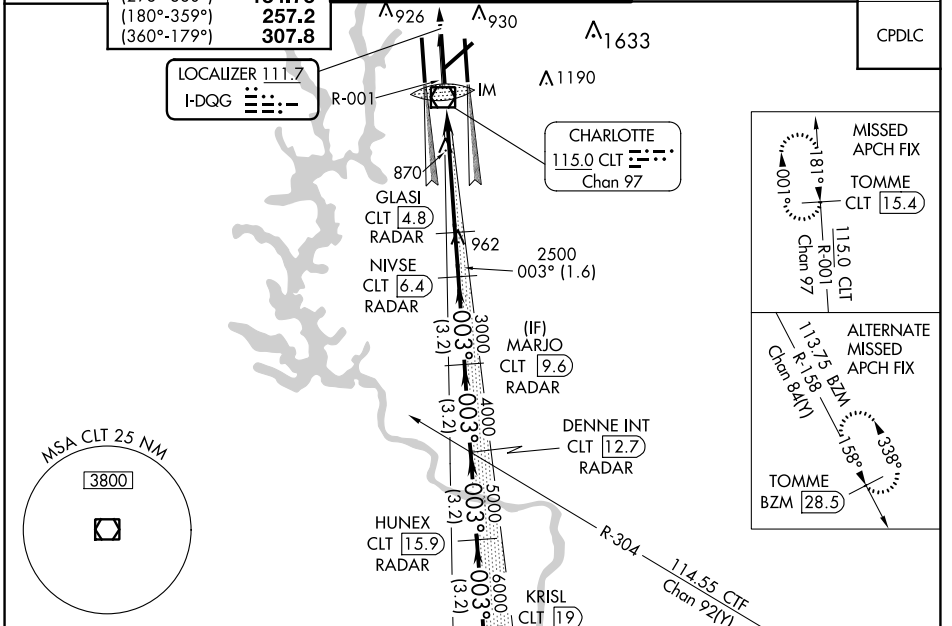 (180°-359°) 257.2
(360°-179°) 307.8
926
930
1633
1190
CPDLC
LOCALIZER 111.7
I-DQG
R-001
IM
CHARLOTTE
115.0 CLT
Chan 97
870
GLASI
CLT 4.8
RADAR
962
2500
003° (1.6)
NIVSE
CLT 6.4
RADAR
003°
3000
(3.2)
(IF)
MARJO
CLT 9.6
RADAR
003°
4000
(3.2)
DENNE INT
CLT 12.7
RADAR
003°
5000
(3.2)
HUNEX
CLT 15.9
RADAR
003°
6000
(3.2)
KRISL
CLT 19
R-304
114.55 CTF
Chan 92(Y)
MSA CLT 25 NM
3800
MISSED
APCH FIX
TOMME
CLT 15.4
181°
001°
115.0 CLT
R-001
Chan 97
ALTERNATE
MISSED
APCH FIX
113.75 BZM
R-158
Chan 84(Y)
158°
338°
TOMME
BZM 28.5